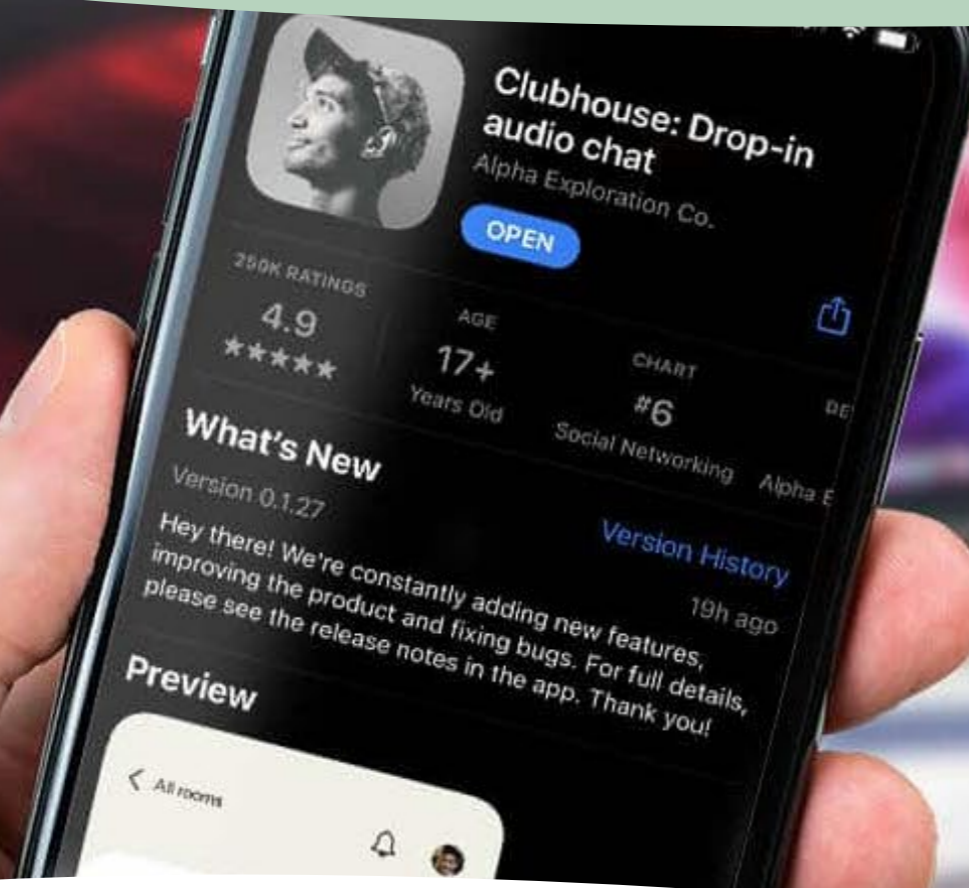 Clubhouse: Drop-in
audio chat
Alpha Exploration Co.
OPEN
250K RATINGS
4.9
AGE
17+
Years Old
CHART
#6
Social Networking
Alpha E
What's New
Version History
Version 0.1.27
19h ago
Hey there! We're constantly adding new features,
improving the product and fixing bugs. For full details,
please see the release notes in the app. Thank you!
Preview
All rooms